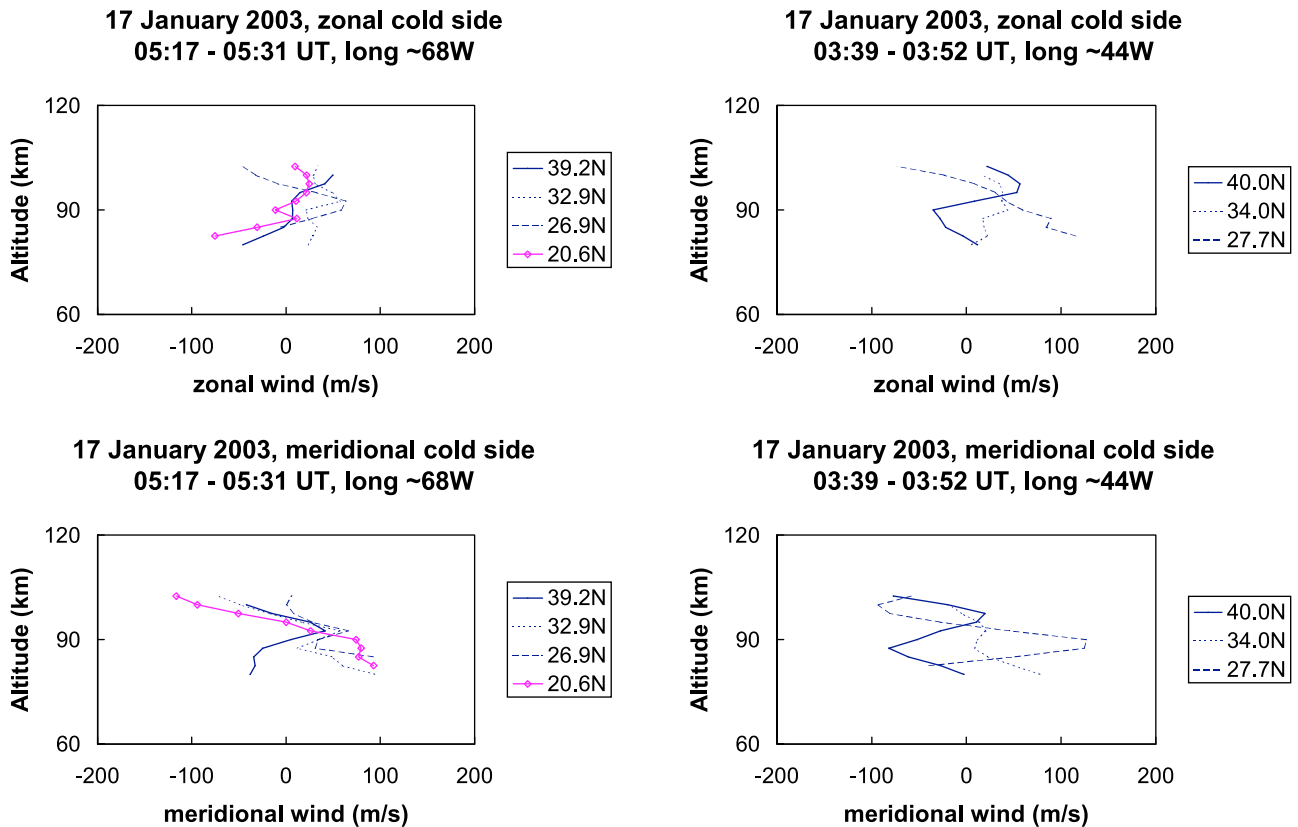 17 January 2003, zonal cold side
05:17 - 05:31 UT, long ~68W
120
90
60
Altitude (km)
-200 -100 0 100 200
zonal wind (m/s)
39.2N
32.9N
26.9N
20.6N
17 January 2003, zonal cold side
03:39 - 03:52 UT, long ~44W
120
90
60
Altitude (km)
-200 -100 0 100 200
zonal wind (m/s)
40.0N
34.0N
27.7N
17 January 2003, meridional cold side
05:17 - 05:31 UT, long ~68W
120
90
60
Altitude (km)
-200 -100 0 100 200
meridional wind (m/s)
39.2N
32.9N
26.9N
20.6N
17 January 2003, meridional cold side
03:39 - 03:52 UT, long ~44W
120
90
60
Altitude (km)
-200 -100 0 100 200
meridional wind (m/s)
40.0N
34.0N
27.7N